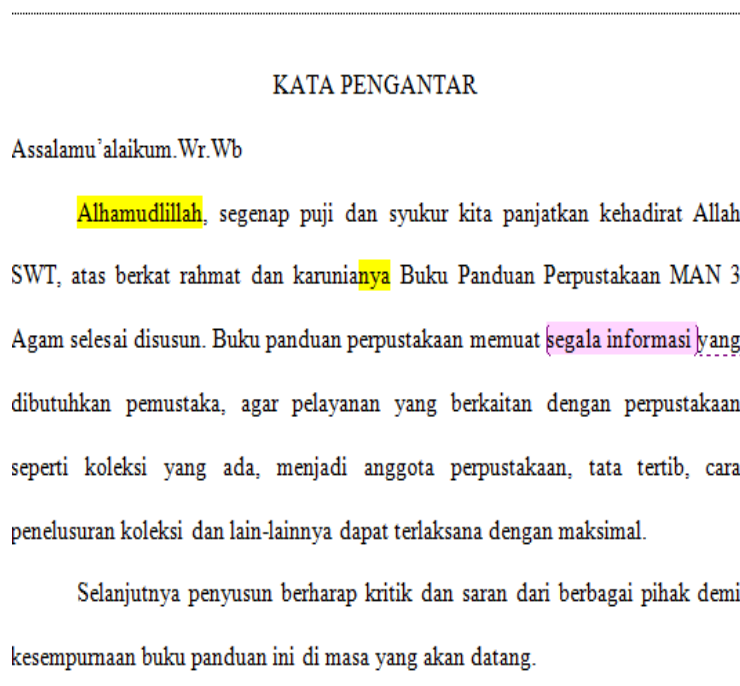 KATA PENGANTAR
Assalamu’alaikum.Wr.Wb
Alhamudlillah, segenap puji dan syukur kita panjatkan kehadirat Allah
SWT, atas berkat rahmat dan karunianya Buku Panduan Perpustakaan MAN 3
Agam selesai disusun. Buku panduan perpustakaan memuat segala informasi yang
dibutuhkan pemustaka, agar pelayanan yang berkaitan dengan perpustakaan
seperti koleksi yang ada, menjadi anggota perpustakaan, tata tertib, cara
penelusuran koleksi dan lain-lainnya dapat terlaksana dengan maksimal.
Selanjutnya penyusun berharap kritik dan saran dari berbagai pihak demi
kesempurnaan buku panduan ini di masa yang akan datang.